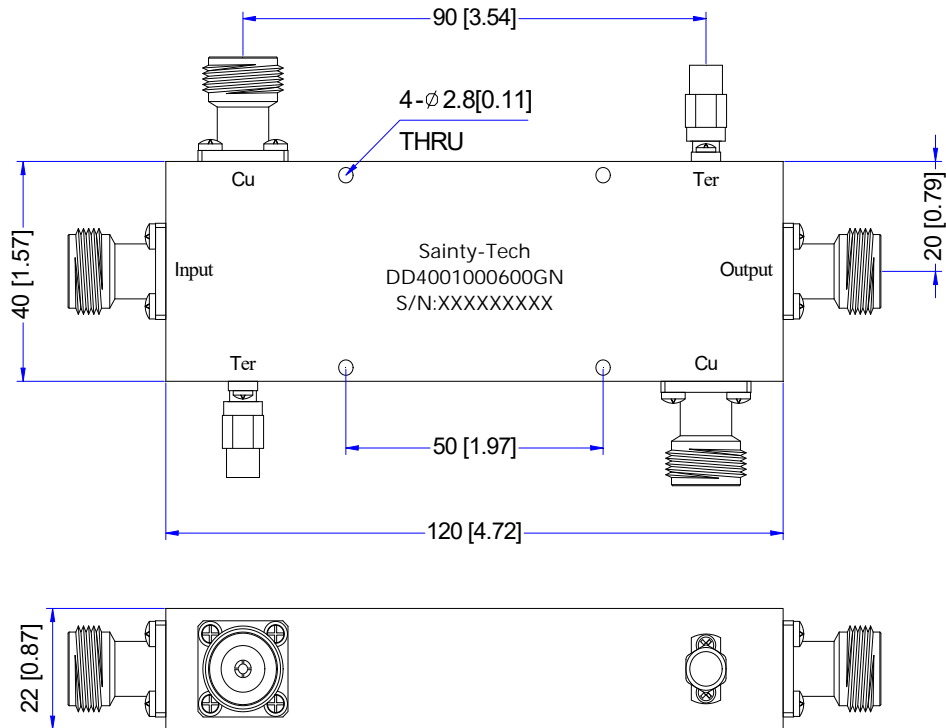 90 [3.54]
4-⌀2.8[0.11]
THRU
Cu
Ter
20 [0.79]
40 [1.57]
Input
Sainty-Tech
DD4001000600GN
S/N:XXXXXXXXX
Output
Ter
Cu
50 [1.97]
120 [4.72]
22 [0.87]